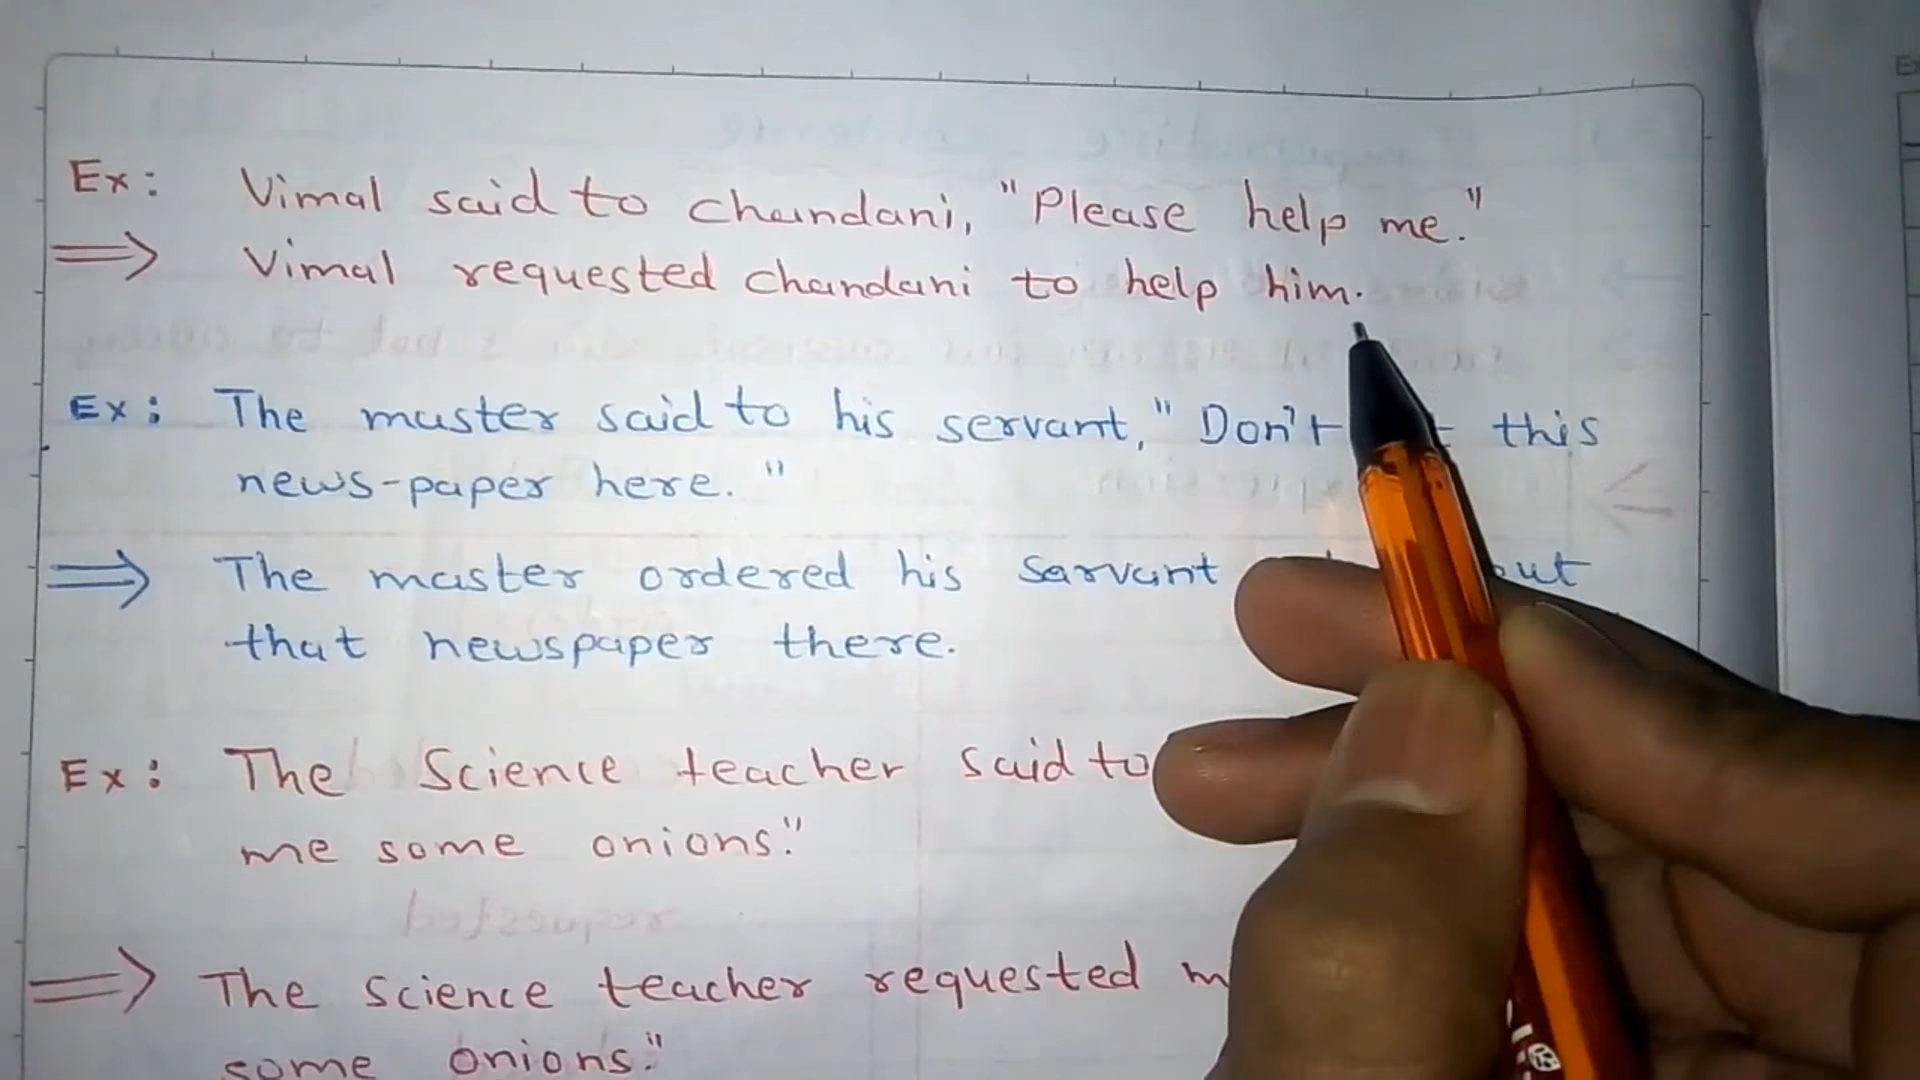 Ex: Vimal said to chandani, "Please help me."
⇒ Vimal requested chandani to help him.
Ex: The master said to his servant, "Don't this
news-paper here."
⇒ The master ordered his Sarvant
that newspaper there.
Ex: The Science teacher said to
me some onions."
⇒ The science teacher requested
some onions."